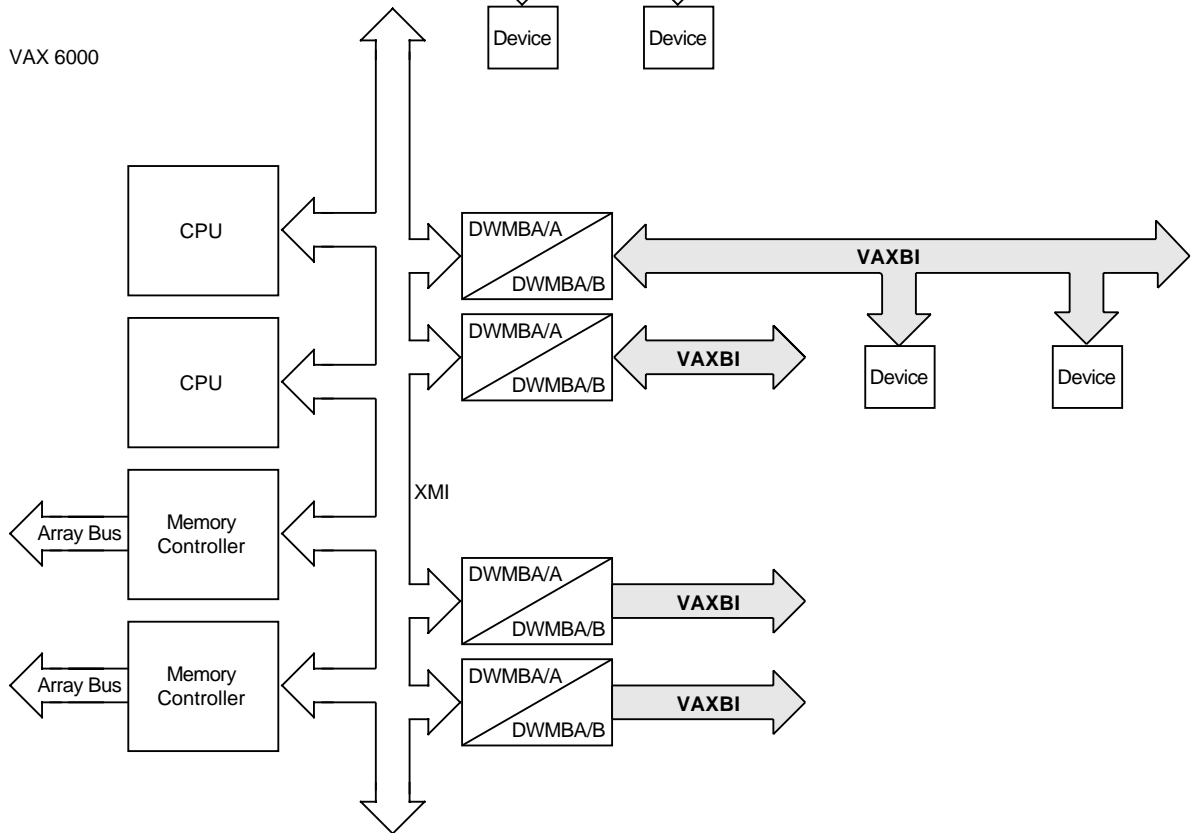 Device
Device
VAX 6000
CPU
DWMBA/A
DWMBA/B
VAXBI
DWMBA/A
DWMBA/B
VAXBI
CPU
Device
Device
XMI
Array Bus
Memory
Controller
DWMBA/A
DWMBA/B
VAXBI
Array Bus
Memory
Controller
DWMBA/A
DWMBA/B
VAXBI